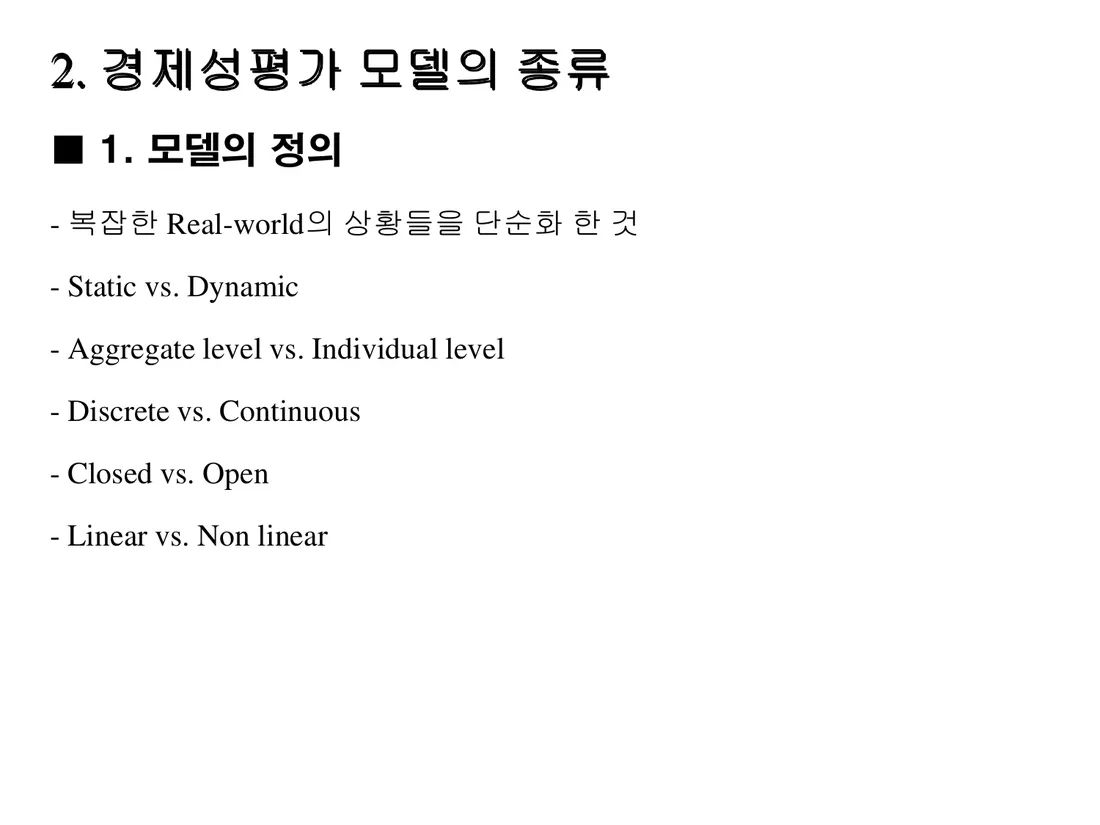 2. 경제성평가 모델의 종류
■ 1. 모델의 정의
- 복잡한 Real-world의 상황들을 단순화 한 것
- Static vs. Dynamic
- Aggregate level vs. Individual level
- Discrete vs. Continuous
- Closed vs. Open
- Linear vs. Non linear